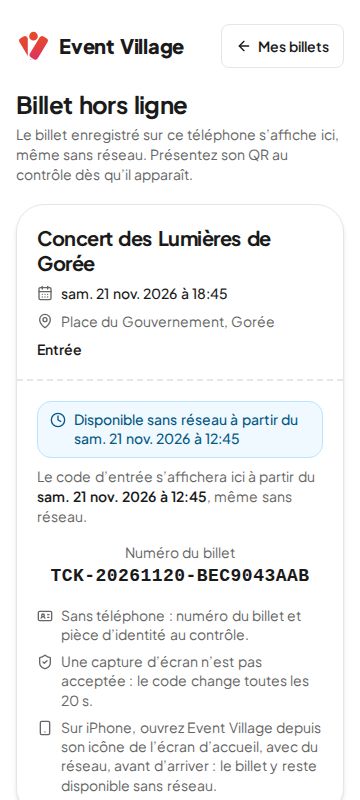 Event Village
Mes billets
Billet hors ligne
Le billet enregistré sur ce téléphone s’affiche ici,
même sans réseau. Présentez son QR au
contrôle dès qu’il apparaît.
Concert des Lumières de
Gorée
sam. 21 nov. 2026 à 18:45
Place du Gouvernement, Gorée
Entrée
Disponible sans réseau à partir du
sam. 21 nov. 2026 à 12:45
Le code d’entrée s’affichera ici à partir du
sam. 21 nov. 2026 à 12:45, même sans
réseau.
Numéro du billet
TCK-20261120-BEC9043AAB
Sans téléphone : numéro du billet et
pièce d’identité au contrôle.
Une capture d’écran n’est pas
acceptée : le code change toutes les
20 s.
Sur iPhone, ouvrez Event Village depuis
son icône de l’écran d’accueil, avec du
réseau, avant d’arriver : le billet y reste
disponible sans réseau.